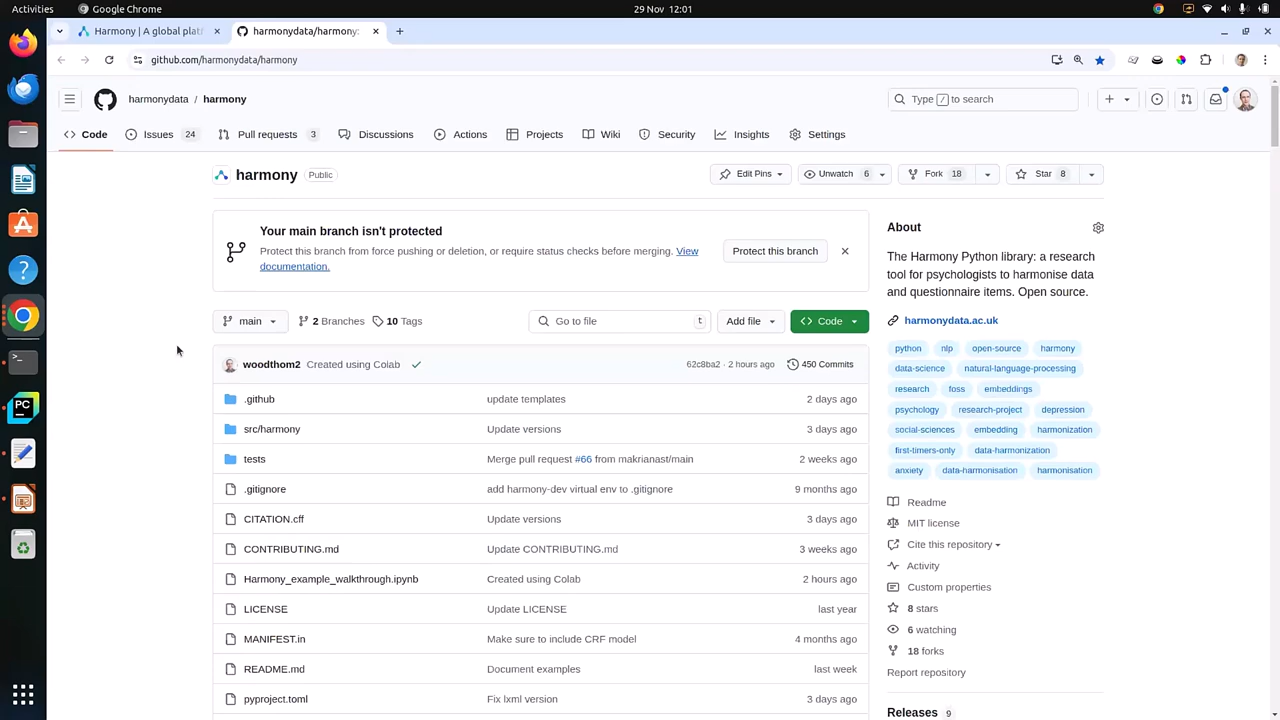 Activities Google Chrome 29 Nov 12:01
Harmony | A global plat harmonydata/harmony:
github.com/harmonydata/harmony
harmonydata / harmony Type / to search
Code Issues 24 Pull requests 3 Discussions Actions Projects Wiki Security Insights Settings
harmony Public Edit Pins Unwatch 6 Fork 18 Star 8
Your main branch isn't protected
Protect this branch from force pushing or deletion, or require status checks before merging. View
documentation.
Protect this branch
main 2 Branches 10 Tags Go to file t Add file Code
woodthom2 Created using Colab 62c8ba2 · 2 hours ago 450 Commits
.github update templates 2 days ago
src/harmony Update versions 3 days ago
tests Merge pull request #66 from makrianast/main 2 weeks ago
.gitignore add harmony-dev virtual env to .gitignore 9 months ago
CITATION.cff Update versions 3 days ago
CONTRIBUTING.md Update CONTRIBUTING.md 3 weeks ago
Harmony_example_walkthrough.ipynb Created using Colab 2 hours ago
LICENSE Update LICENSE last year
MANIFEST.in Make sure to include CRF model 4 months ago
README.md Document examples last week
pyproject.toml Fix lxml version 3 days ago
About
The Harmony Python library: a research
tool for psychologists to harmonise data
and questionnaire items. Open source.
harmonydata.ac.uk
python nlp open-source harmony
data-science natural-language-processing
research foss embeddings
psychology research-project depression
social-sciences embedding harmonization
first-timers-only data-harmonization
anxiety data-harmonisation harmonisation
Readme
MIT license
Cite this repository
Activity
Custom properties
8 stars
6 watching
18 forks
Report repository
Releases 9